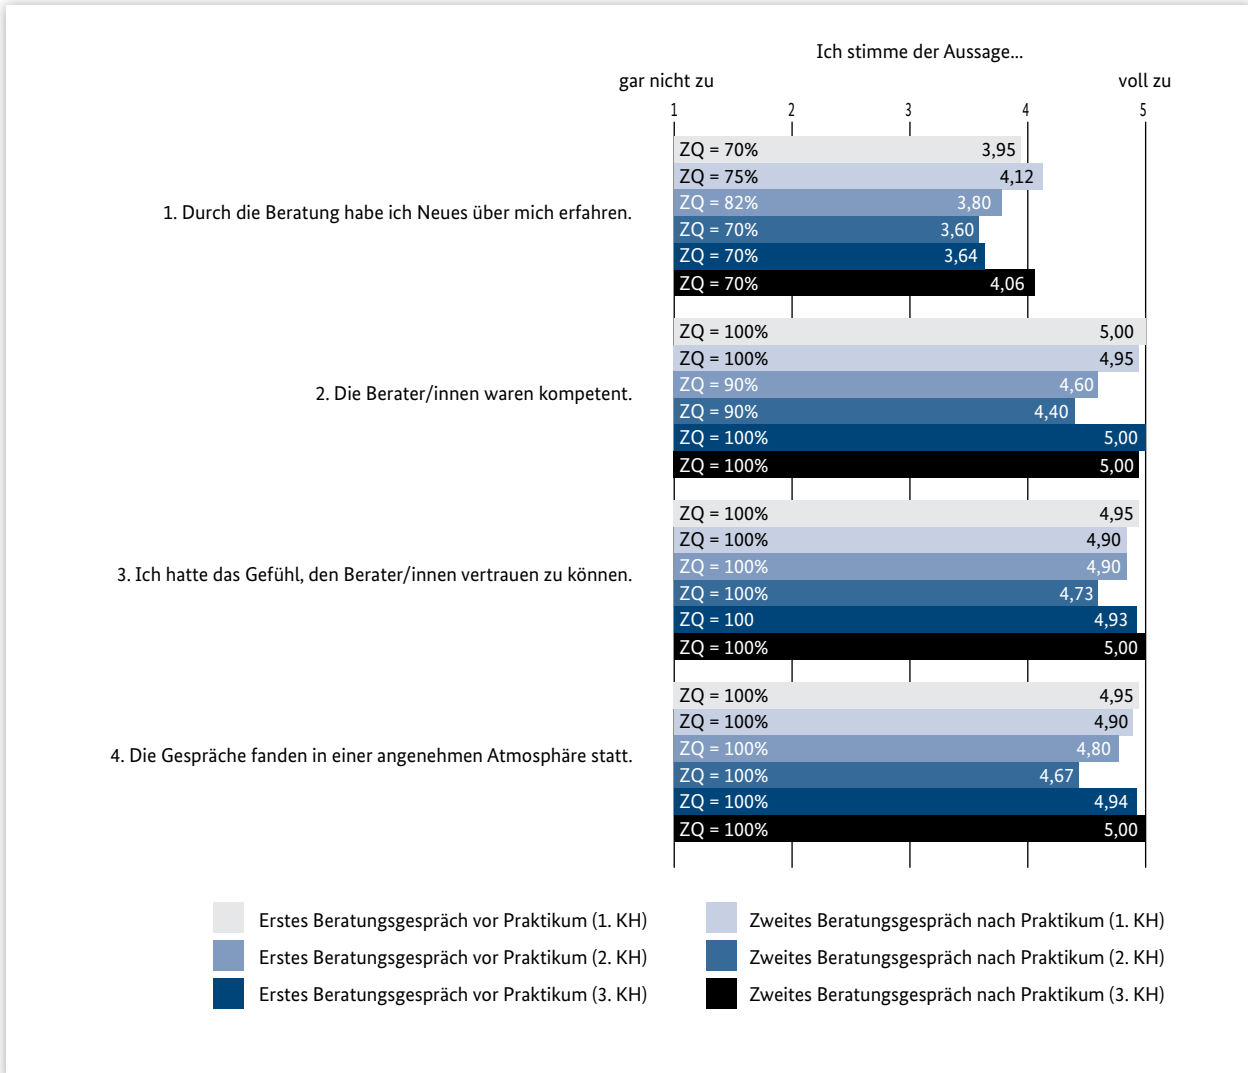 Ich stimme der Aussage...
gar nicht zu voll zu
1 2 3 4 5
ZQ = 70% 3,95
ZQ = 75% 4,12
ZQ = 82% 3,80
1. Durch die Beratung habe ich Neues über mich erfahren.
ZQ = 70% 3,60
ZQ = 70% 3,64
ZQ = 70% 4,06
ZQ = 100% 5,00
ZQ = 100% 4,95
ZQ = 90% 4,60
2. Die Berater/innen waren kompetent.
ZQ = 90% 4,40
ZQ = 100% 5,00
ZQ = 100% 5,00
ZQ = 100% 4,95
ZQ = 100% 4,90
ZQ = 100% 4,90
3. Ich hatte das Gefühl, den Berater/innen vertrauen zu können.
ZQ = 100% 4,73
ZQ = 100 4,93
ZQ = 100% 5,00
ZQ = 100% 4,95
ZQ = 100% 4,90
ZQ = 100% 4,80
4. Die Gespräche fanden in einer angenehmen Atmosphäre statt.
ZQ = 100% 4,67
ZQ = 100% 4,94
ZQ = 100% 5,00
Erstes Beratungsgespräch vor Praktikum (1. KH) Zweites Beratungsgespräch nach Praktikum (1. KH)
Erstes Beratungsgespräch vor Praktikum (2. KH) Zweites Beratungsgespräch nach Praktikum (2. KH)
Erstes Beratungsgespräch vor Praktikum (3. KH) Zweites Beratungsgespräch nach Praktikum (3. KH)